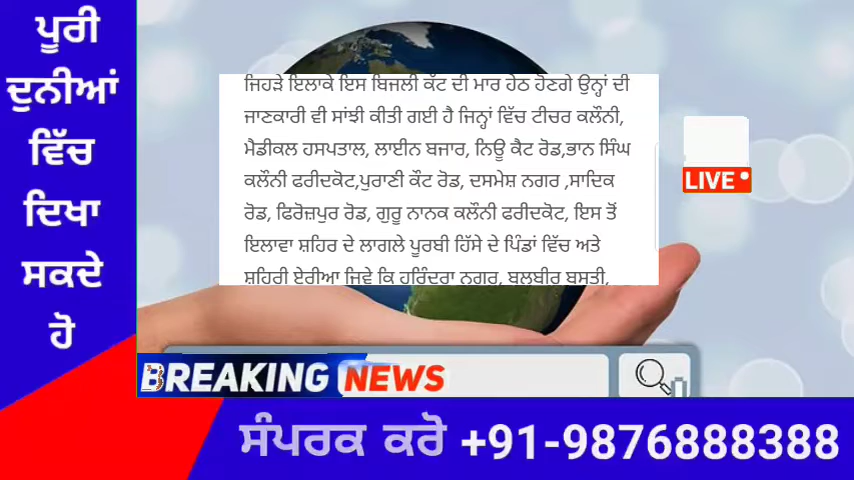 ਪੂਰੀ
ਦੁਨੀਆਂ
ਵਿੱਚ
ਦਿਖਾ
ਸਕਦੇ
ਹੋ
ਜਿਹੜੇ ਇਲਾਕੇ ਇਸ ਬਿਜਲੀ ਕੱਟ ਦੀ ਮਾਰ ਹੇਠ ਹੋਣਗੇ ਉਨ੍ਹਾਂ ਦੀ
ਜਾਣਕਾਰੀ ਵੀ ਸਾਂਝੀ ਕੀਤੀ ਗਈ ਹੈ ਜਿਨ੍ਹਾਂ ਵਿੱਚ ਟੀਚਰ ਕਲੌਨੀ,
ਮੈਡੀਕਲ ਹਸਪਤਾਲ, ਲਾਈਨ ਬਜਾਰ, ਨਿਊ ਕੈਟ ਰੋਡ,ਭਾਨ ਸਿੰਘ
ਕਲੌਨੀ ਫਰੀਦਕੋਟ,ਪੁਰਾਣੀ ਕੌਟ ਰੋਡ, ਦਸਮੇਸ਼ ਨਗਰ ,ਸਾਦਿਕ
ਰੋਡ, ਫਿਰੋਜ਼ਪੁਰ ਰੋਡ, ਗੁਰੂ ਨਾਨਕ ਕਲੌਨੀ ਫਰੀਦਕੋਟ, ਇਸ ਤੋਂ
ਇਲਾਵਾ ਸ਼ਹਿਰ ਦੇ ਲਾਗਲੇ ਪੂਰਬੀ ਹਿੱਸੇ ਦੇ ਪਿੰਡਾਂ ਵਿੱਚ ਅਤੇ
ਸ਼ਹਿਰੀ ਏਰੀਆ ਜਿਵੇ ਕਿ ਹਰਿੰਦਰਾ ਨਗਰ, ਬਲਬੀਰ ਬਸਤੀ,
LIVE
BREAKING NEWS
ਸੰਪਰਕ ਕਰੋ +91-9876888388